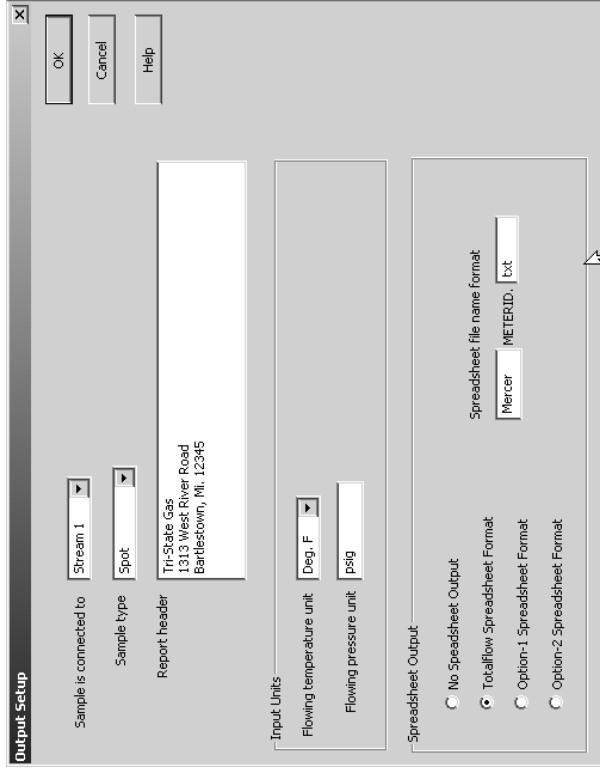 Output Setup
OK
Cancel
Help
Sample is connected to Stream 1
Sample type Spot
Report header
Tri-State Gas
1313 West River Road
Bartlestown, Mi. 12345
Input Units
Flowing temperature unit Deg. F
Flowing pressure unit psig
Spreadsheet Output
No Speadsheet Output
Totalflow Spreadsheet Format
Option-1 Spreadsheet Format
Option-2 Spreadsheet Format
Spreadsheet file name format
Mercer METERID. txt